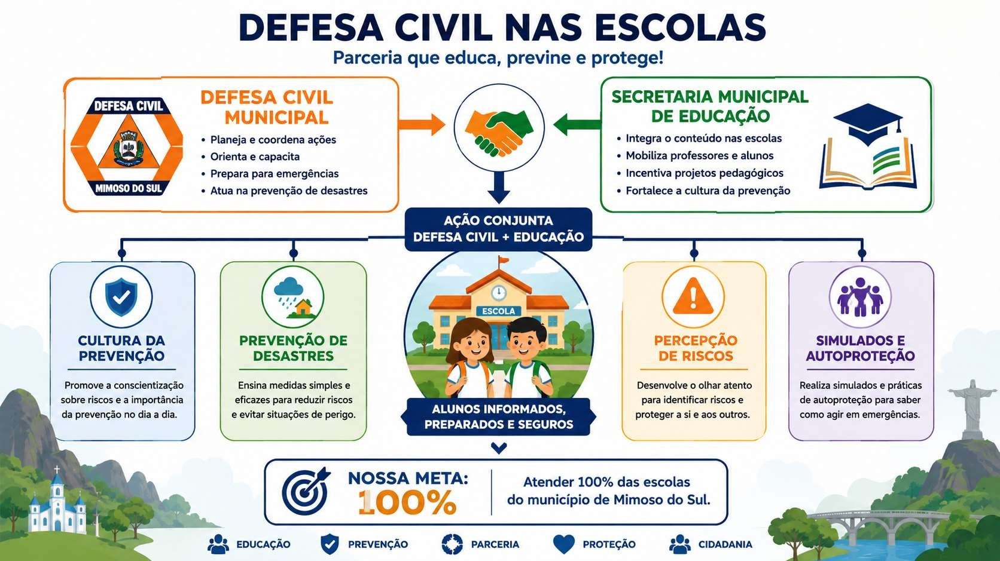 DEFESA CIVIL NAS ESCOLAS
Parceria que educa, previne e protege!
DEFESA CIVIL
MIMOSO DO SUL
DEFESA CIVIL
MUNICIPAL
• Planeja e coordena ações
• Orienta e capacita
• Prepara para emergências
• Atua na prevenção de desastres
SECRETARIA MUNICIPAL
DE EDUCAÇÃO
• Integra o conteúdo nas escolas
• Mobiliza professores e alunos
• Incentiva projetos pedagógicos
• Fortalece a cultura da prevenção
AÇÃO CONJUNTA
DEFESA CIVIL + EDUCAÇÃO
CULTURA DA
PREVENÇÃO
Promove a conscientização
sobre riscos e a importância
da prevenção no dia a dia.
PREVENÇÃO DE
DESASTRES
Ensina medidas simples e
eficazes para reduzir riscos
e evitar situações de perigo.
ESCOLA
ALUNOS INFORMADOS,
PREPARADOS E SEGUROS
PERCEPÇÃO
DE RISCOS
Desenvolve o olhar atento
para identificar riscos e
proteger a si e aos outros.
SIMULADOS E
AUTOPROTEÇÃO
Realiza simulados e práticas
de autoproteção para saber
como agir em emergências.
NOSSA META:
100%
Atender 100% das escolas
do município de Mimoso do Sul.
EDUCAÇÃO
PREVENÇÃO
PARCERIA
PROTEÇÃO
CIDADANIA